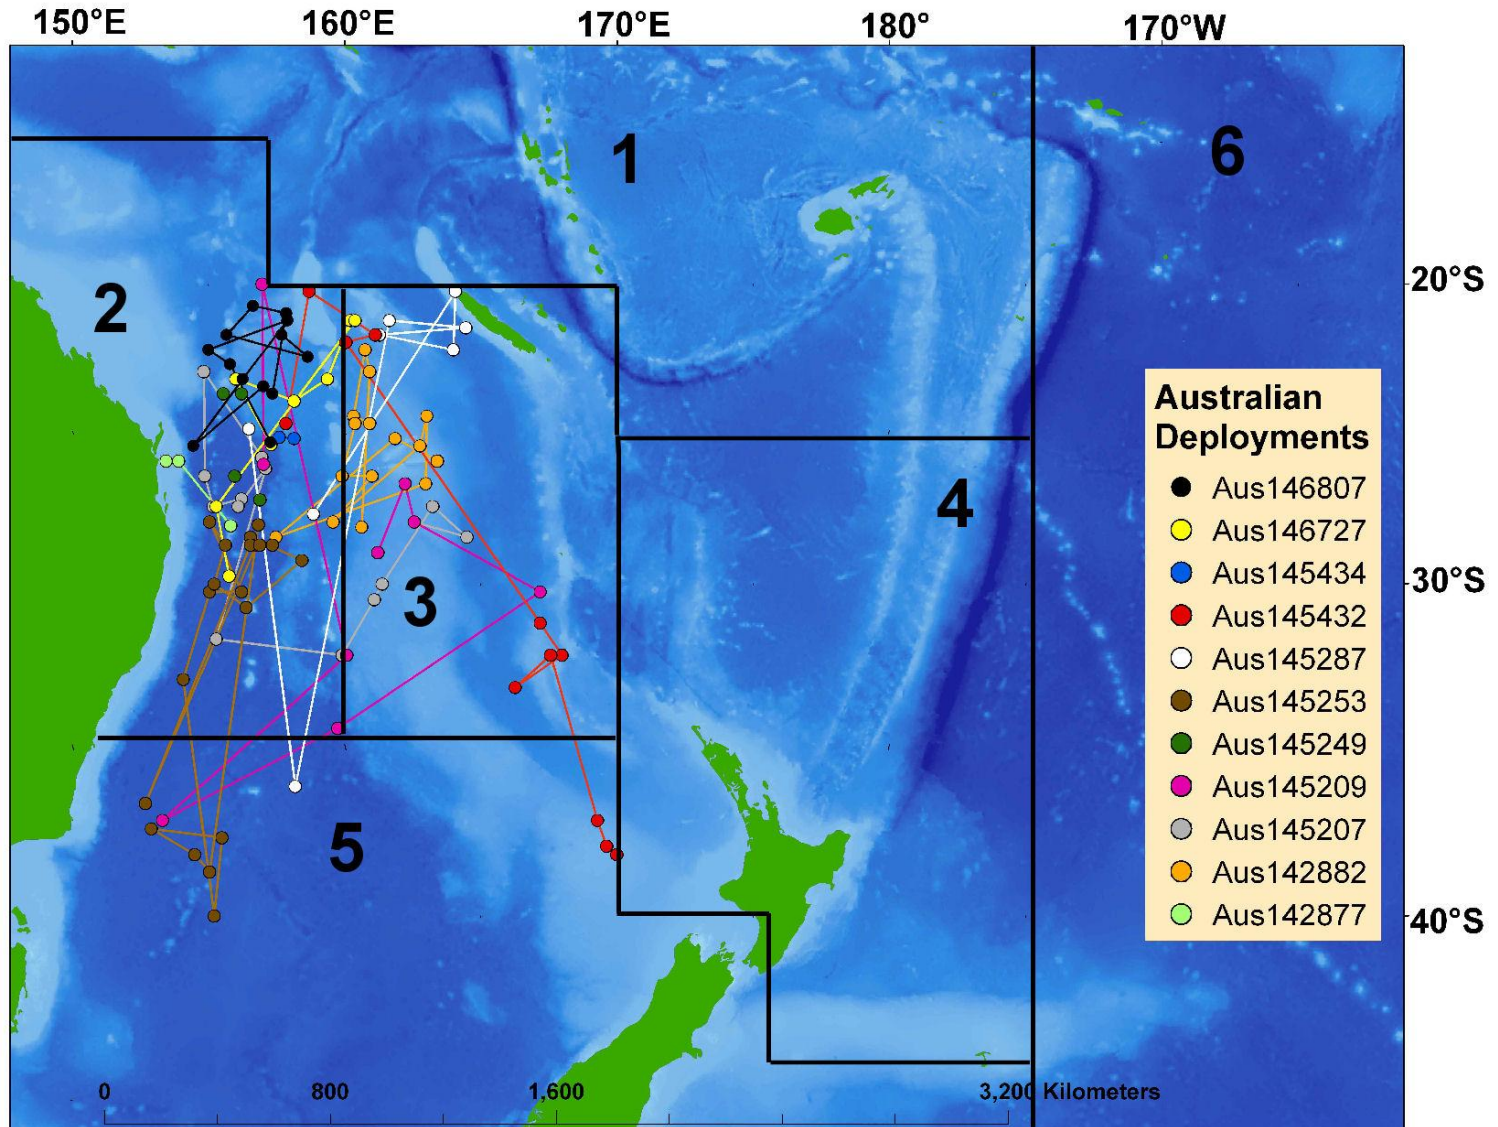 150°E 160°E 170°E 180° 170°W
1
6
2
20°S
Australian
Deployments
Aus146807
4
Aus146727
Aus145434
30°S
3
Aus145432
Aus145287
Aus145253
Aus145249
Aus145209
5
Aus145207
Aus142882
Aus142877
40°S
0 800 1,600 3,200 Kilometers